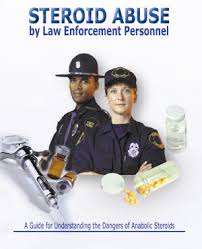 STEROID ABUSE
by Law Enforcement Personnel
A Guide for Understanding the Dangers of Anabolic Steroids